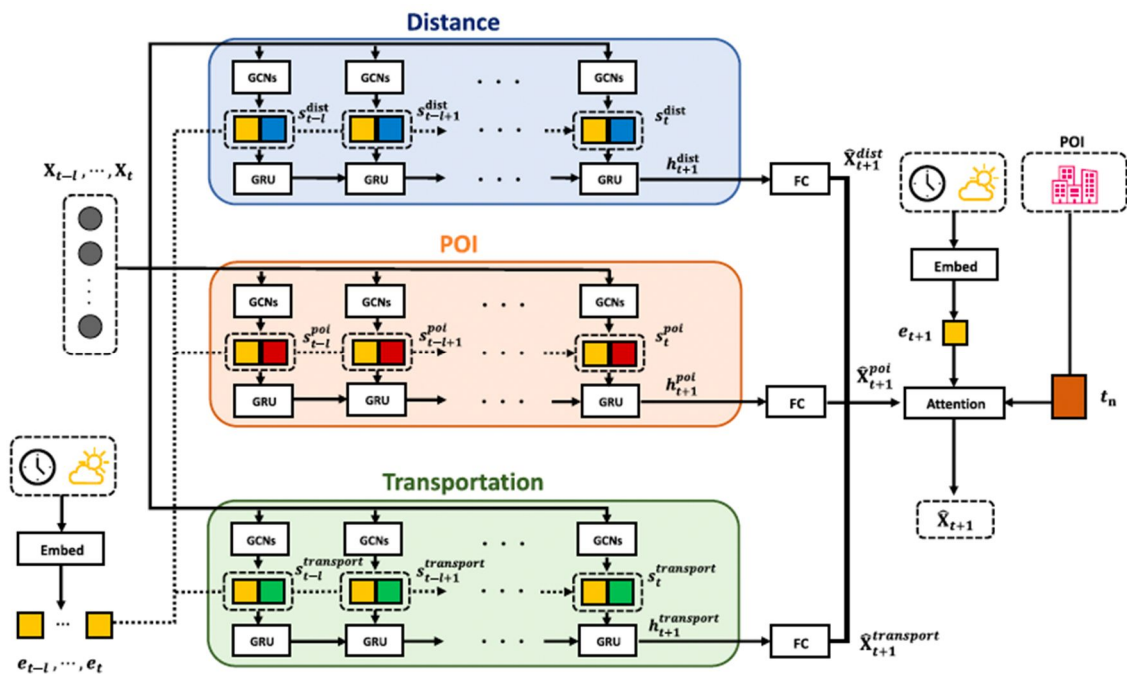 Distance
GCNs GCNs . . . GCNs
s_{t-l}^{dist} s_{t-l+1}^{dist} . . . s_t^{dist}
GRU GRU . . . GRU
h_{t+1}^{dist}
FC
X̂_{t+1}^{dist}
X_{t-l}, ..., X_t
POI
GCNs GCNs . . . GCNs
s_{t-l}^{poi} s_{t-l+1}^{poi} . . . s_t^{poi}
GRU GRU . . . GRU
h_{t+1}^{poi}
FC
X̂_{t+1}^{poi}
Transportation
GCNs GCNs . . . GCNs
s_{t-l}^{transport} s_{t-l+1}^{transport} . . . s_t^{transport}
GRU GRU . . . GRU
h_{t+1}^{transport}
FC
X̂_{t+1}^{transport}
Embed
...
e_{t-l}, ..., e_t
POI
Embed
e_{t+1}
Attention
t_n
X̂_{t+1}